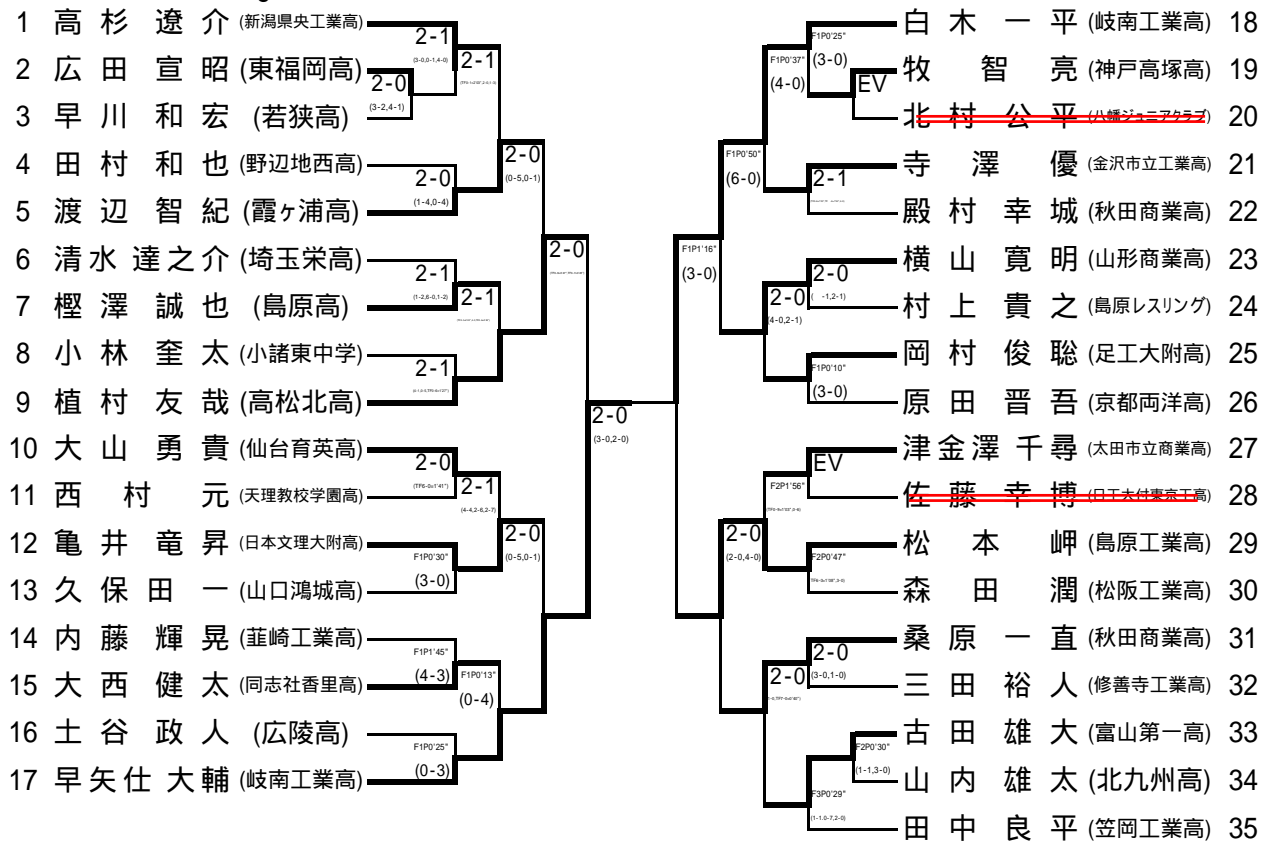 1 高杉 遼介 (新潟県央工業高)
2 広田 宣昭 (東福岡高)
3 早川 和宏 (若狭高)
4 田村 和也 (野辺地西高)
5 渡辺 智紀 (霞ヶ浦高)
6 清水 達之介 (埼玉栄高)
7 樫澤 誠也 (島原高)
8 小林 奎太 (小諸東中学)
9 植村 友哉 (高松北高)
10 大山 勇貴 (仙台育英高)
11 西村 元 (天理教校学園高)
12 亀井 竜昇 (日本文理大附高)
13 久保田 一 (山口鴻城高)
14 内藤 輝晃 (韮崎工業高)
15 大西 健太 (同志社香里高)
16 土谷 政人 (広陵高)
17 早矢仕 大輔 (岐南工業高)
2-1
(3-0,0-1,4-0)
2-0
(3-2,4-1)
2-0
(1-4,0-4)
2-1
(1-2,6-0,1-2)
2-1
2-0
F1P0'30"
(3-0)
F1P1'45"
(4-3)
F1P0'25"
(0-3)
2-1
2-1
2-1
(4-4,2-6,2-7)
F1P0'13"
(0-4)
2-0
(0-5,0-1)
2-0
(0-5,0-1)
2-0
2-0
(3-0,2-0)
F1P1'16"
(3-0)
F1P0'50"
(6-0)
2-0
(2-0,4-0)
F1P0'37"
(4-0)
2-0
(4-0,2-1)
F2P1'56"
2-0
F1P0'25"
(3-0)
EV
2-1
2-0
F1P0'10"
(3-0)
EV
F2P0'47"
2-0
(3-0,1-0)
F2P0'30"
(1-1,3-0)
F3P0'29"
(1-1,0-7,2-0)
白木 一平 (岐南工業高) 18
牧 智亮 (神戸高塚高) 19
北村 公平 (八幡ジュニアクラブ) 20
寺澤 優 (金沢市立工業高) 21
殿村 幸城 (秋田商業高) 22
横山 寛明 (山形商業高) 23
村上 貴之 (島原レスリング) 24
岡村 俊聡 (足工大附高) 25
原田 晋吾 (京都両洋高) 26
津金澤 千尋 (太田市立商業高) 27
佐藤 幸博 (日工大付東京工高) 28
松本 岬 (島原工業高) 29
森田 潤 (松阪工業高) 30
桑原 一直 (秋田商業高) 31
三田 裕人 (修善寺工業高) 32
古田 雄大 (富山第一高) 33
山内 雄太 (北九州高) 34
田中 良平 (笠岡工業高) 35